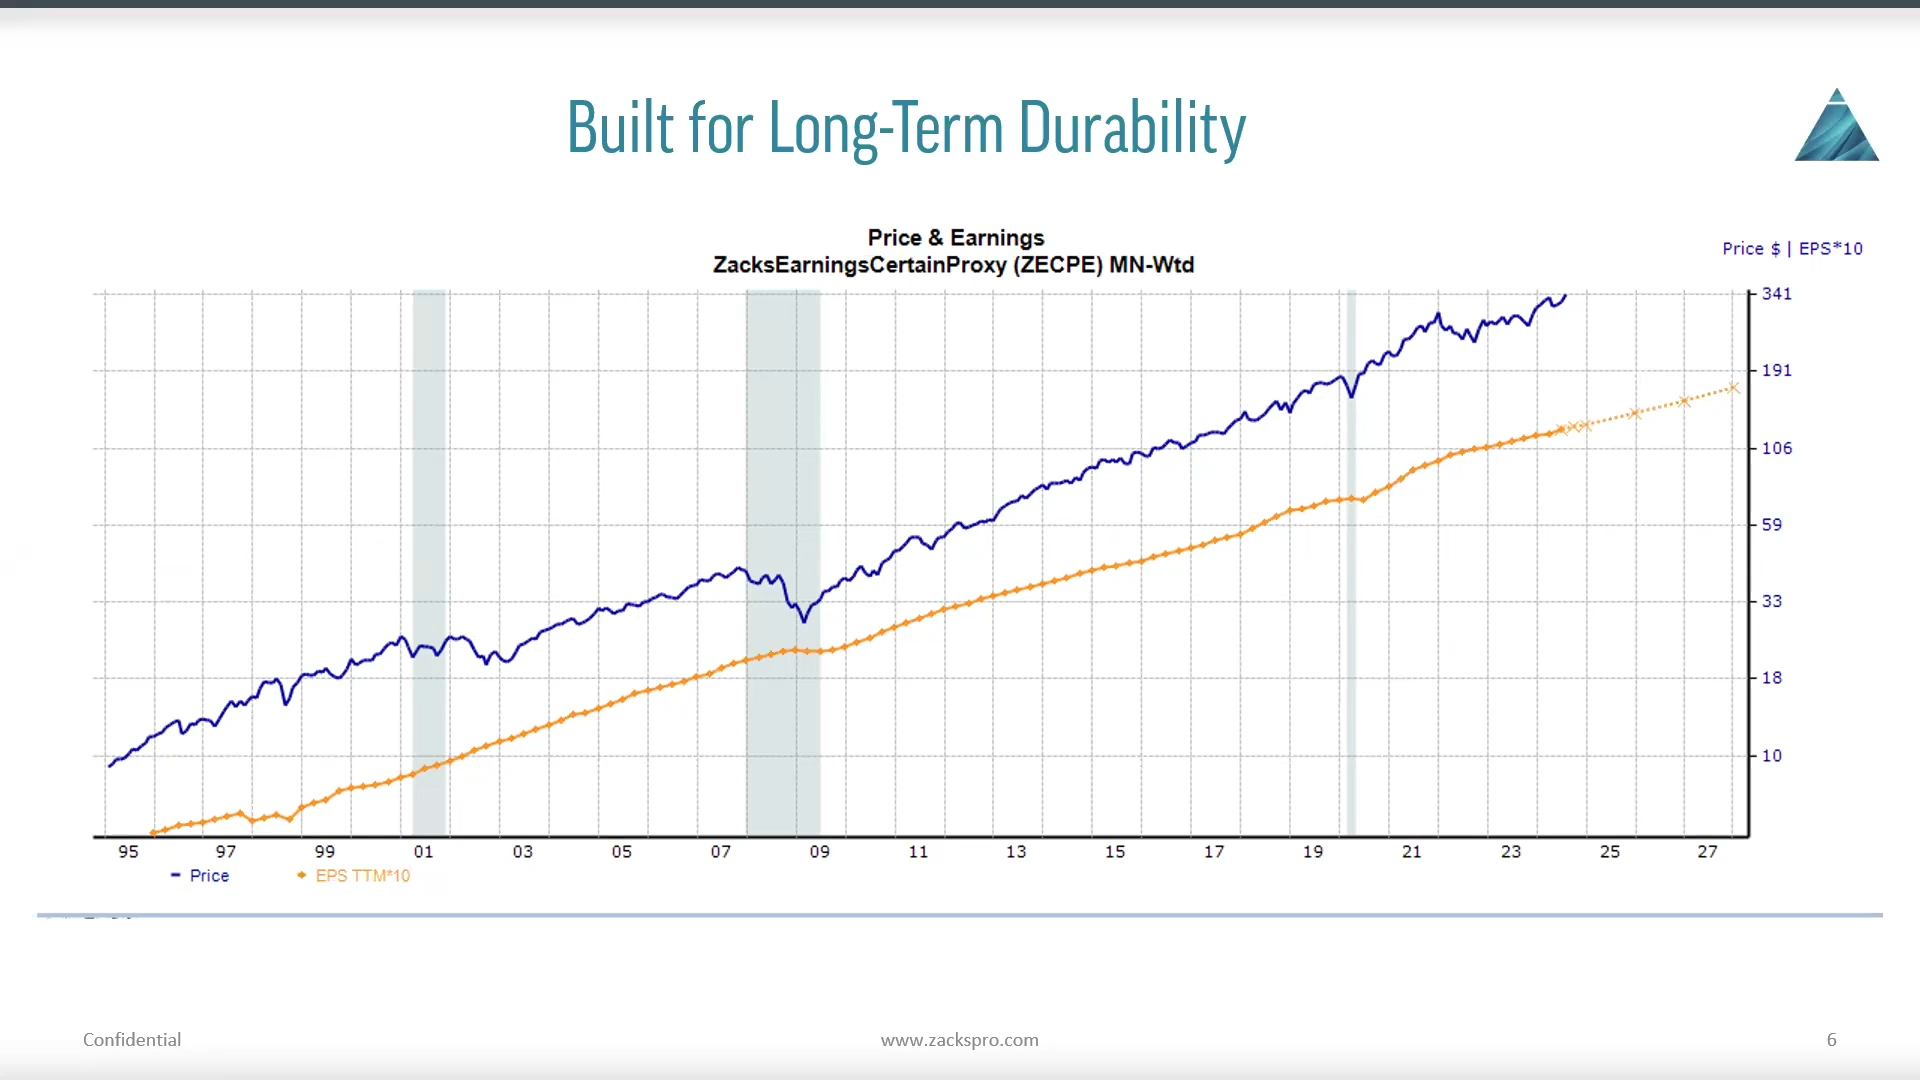 Built for Long-Term Durability
Price & Earnings
ZacksEarningsCertainProxy (ZECPE) MN-Wtd
Price $ | EPS*10
341
191
106
59
33
18
10
95 97 99 01 03 05 07 09 11 13 15 17 19 21 23 25 27
Price EPS TTM*10
Confidential www.zackspro.com 6